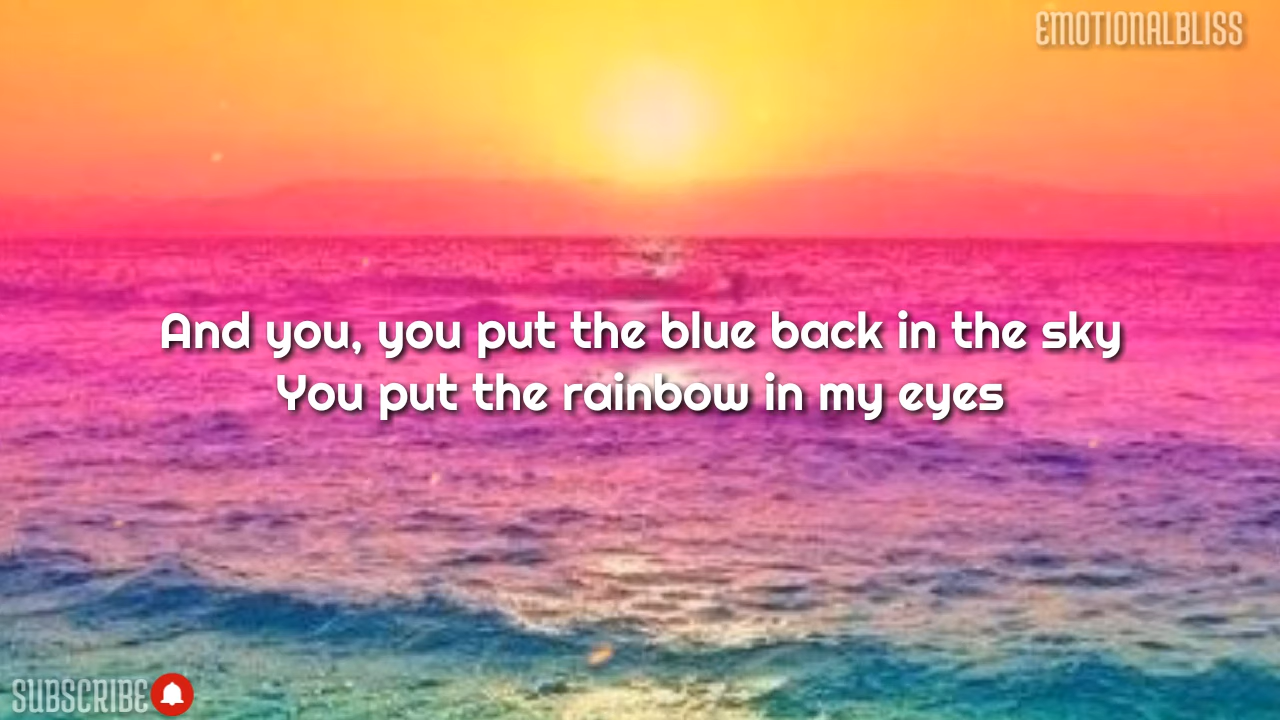 EMOTIONALBLISS
And you, you put the blue back in the sky
You put the rainbow in my eyes
SUBSCRIBE